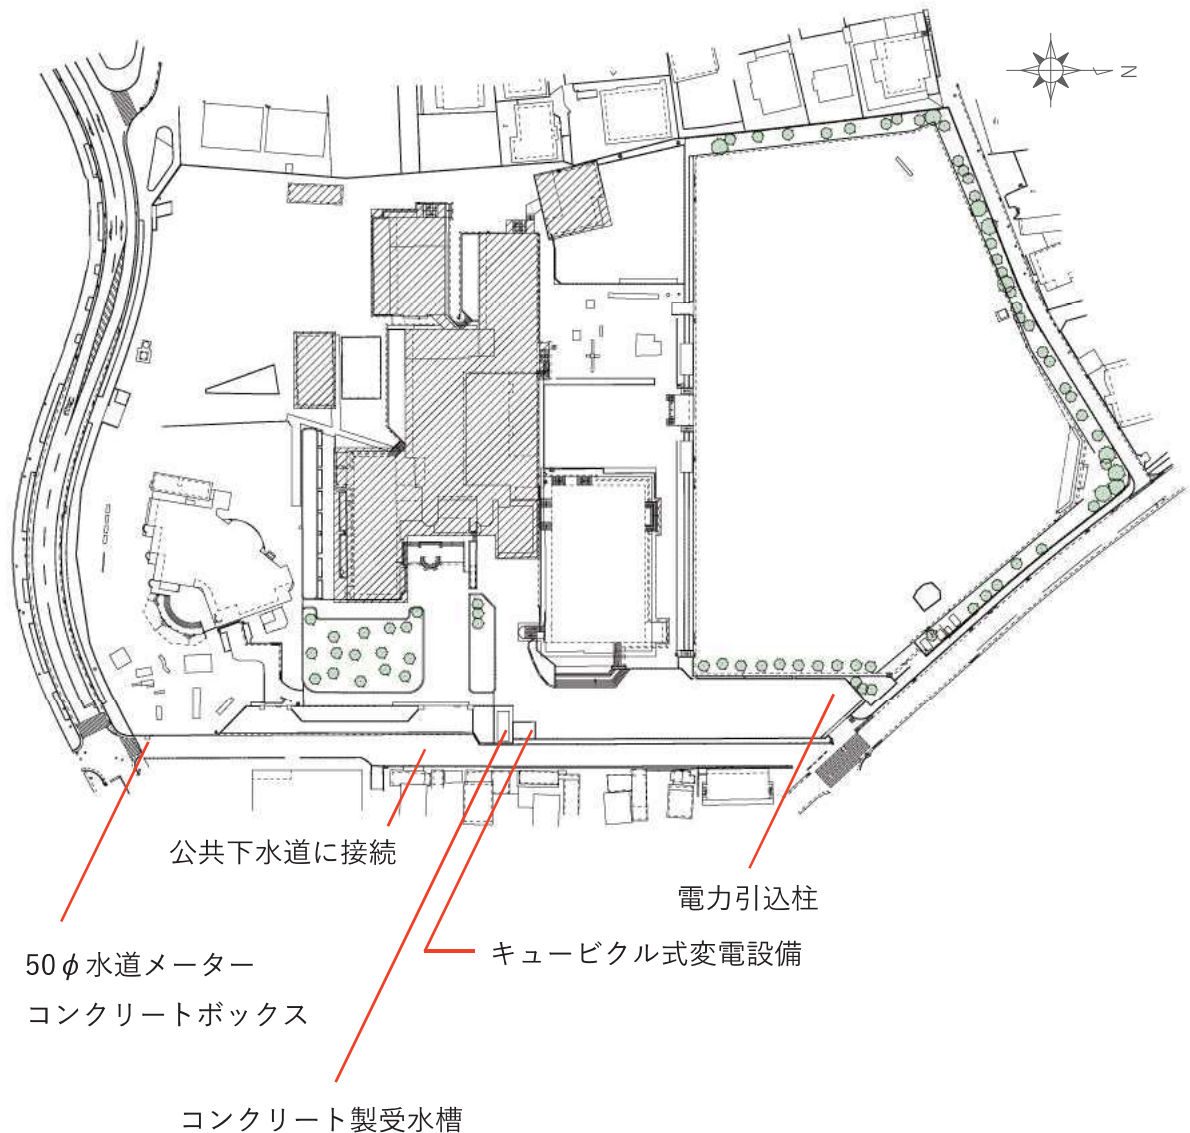 N
公共下水道に接続
電力引込柱
キュービクル式変電設備
50φ水道メーター
コンクリートボックス
コンクリート製受水槽